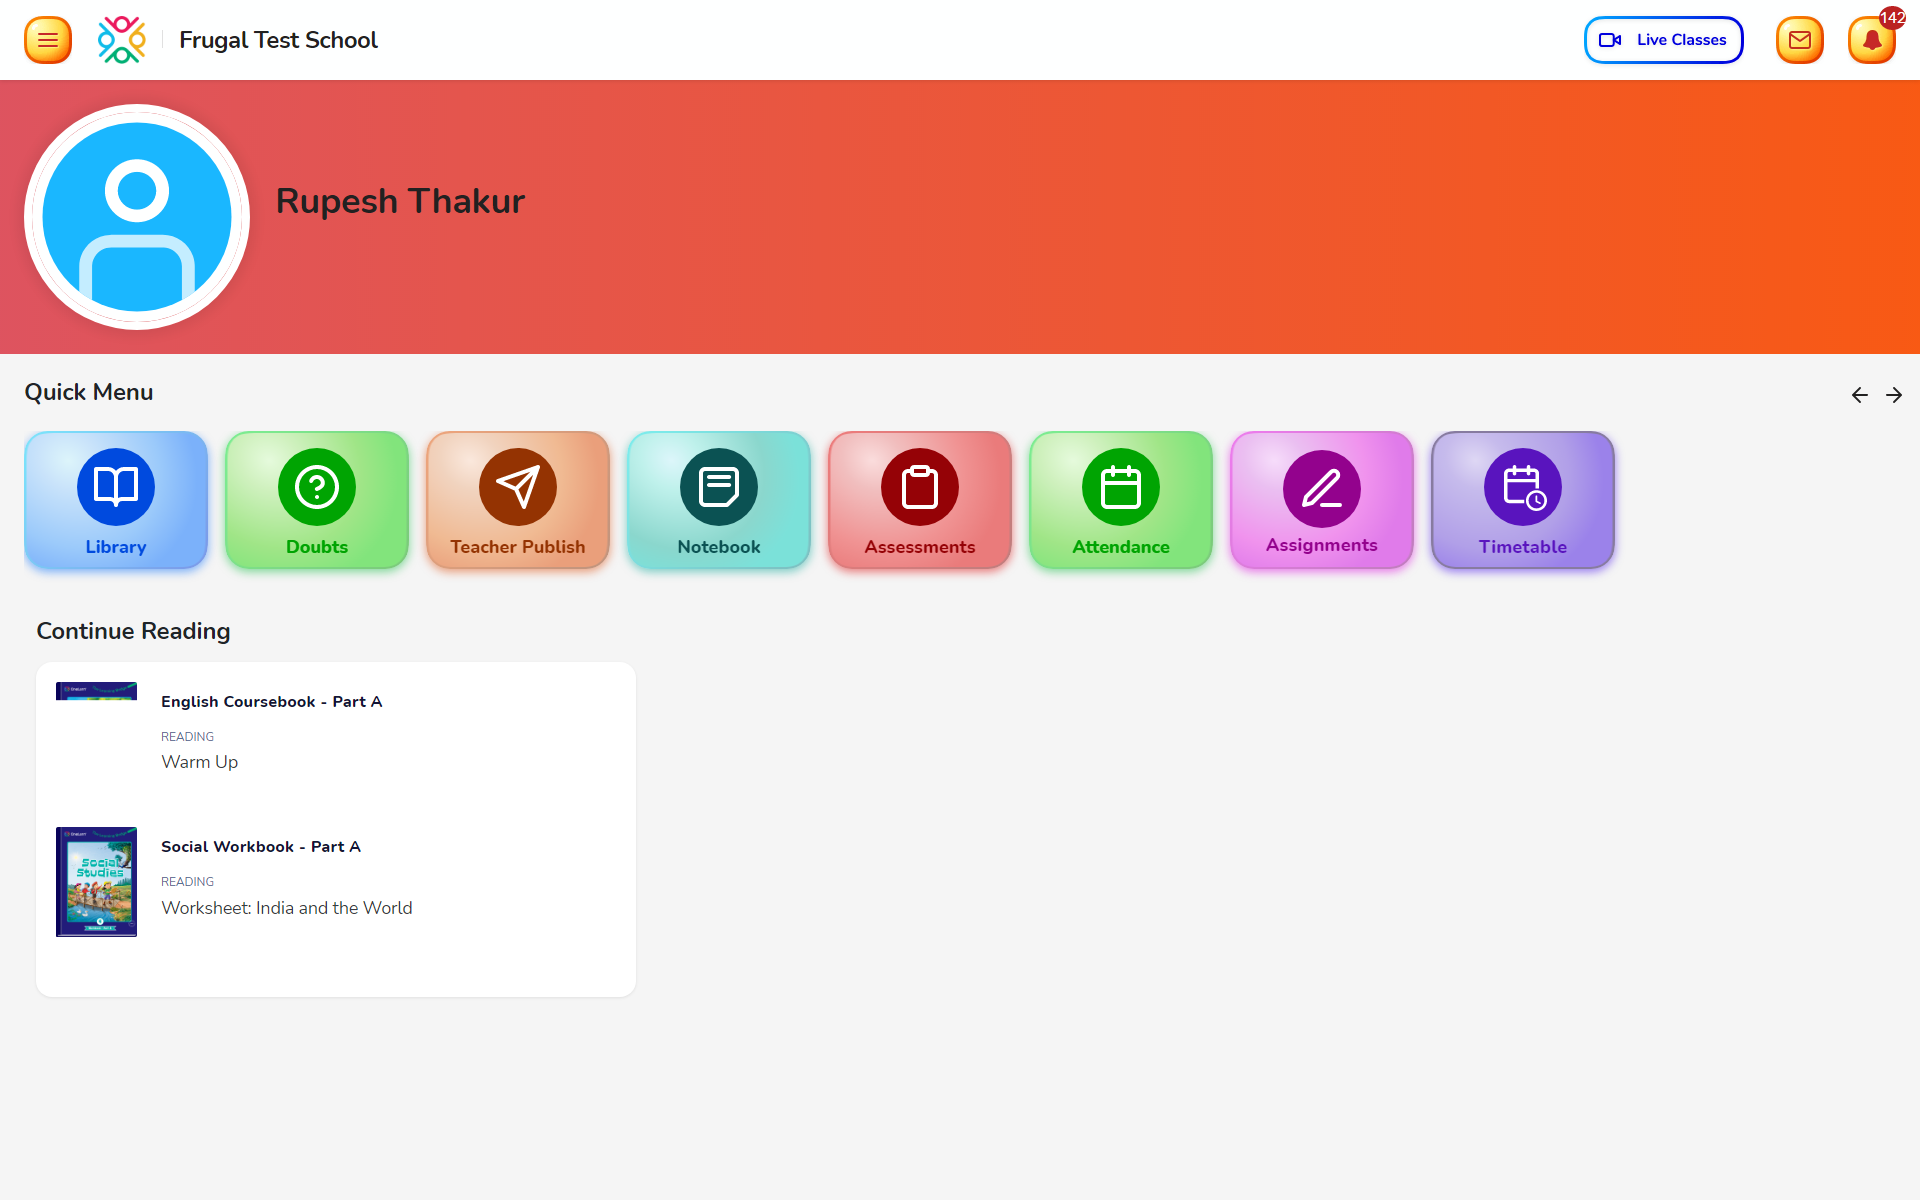 Frugal Test School
Live Classes
142
Rupesh Thakur
Quick Menu
Library
Doubts
Teacher Publish
Notebook
Assessments
Attendance
Assignments
Timetable
Continue Reading
English Coursebook - Part A
READING
Warm Up
Social Workbook - Part A
READING
Worksheet: India and the World
Social
Studies